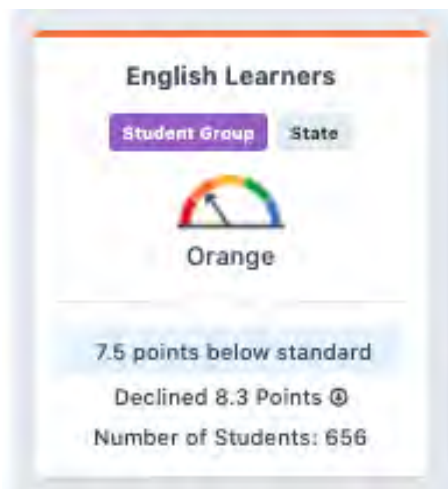 English Learners
Student Group State
Orange
7.5 points below standard
Declined 8.3 Points
Number of Students: 656